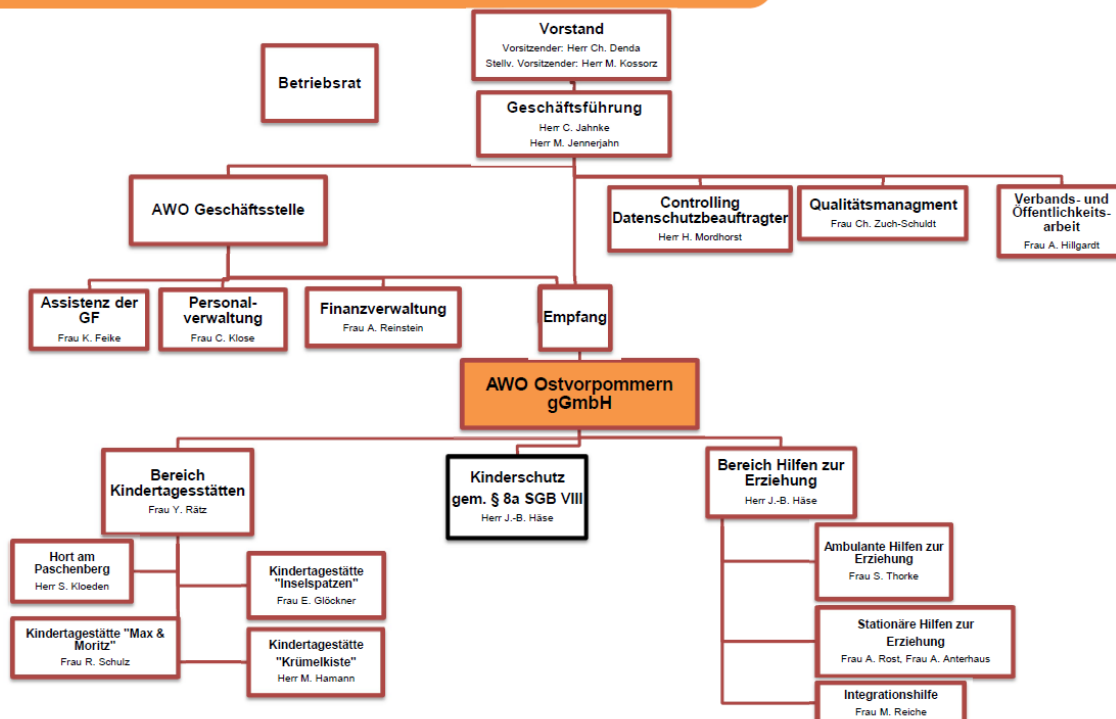 Vorstand
Vorsitzender: Herr Ch. Denda
Stellv. Vorsitzender: Herr M. Kossorz
Betriebsrat
Geschäftsführung
Herr C. Jahnke
Herr M. Jennerjahn
AWO Geschäftsstelle
Controlling
Datenschutzbeauftragter
Herr H. Mordhorst
Qualitätsmanagment
Frau Ch. Zuch-Schuldt
Verbands- und
Öffentlichkeits-
arbeit
Frau A. Hillgardt
Assistenz der
GF
Frau K. Feike
Personal-
verwaltung
Frau C. Klose
Finanzverwaltung
Frau A. Reinstein
Empfang
AWO Ostvorpommern
gGmbH
Bereich
Kindertagesstätten
Frau Y. Rätz
Kinderschutz
gem. § 8a SGB VIII
Herr J.-B. Häse
Bereich Hilfen zur
Erziehung
Herr J.-B. Häse
Hort am
Paschenberg
Herr S. Kloeden
Kindertagestätte
"Inselspatzen"
Frau E. Glöckner
Kindertagestätte "Max &
Moritz"
Frau R. Schulz
Kindertagestätte
"Krümelkiste"
Herr M. Hamann
Ambulante Hilfen zur
Erziehung
Frau S. Thorke
Stationäre Hilfen zur
Erziehung
Frau A. Rost, Frau A. Anterhaus
Integrationshilfe
Frau M. Reiche